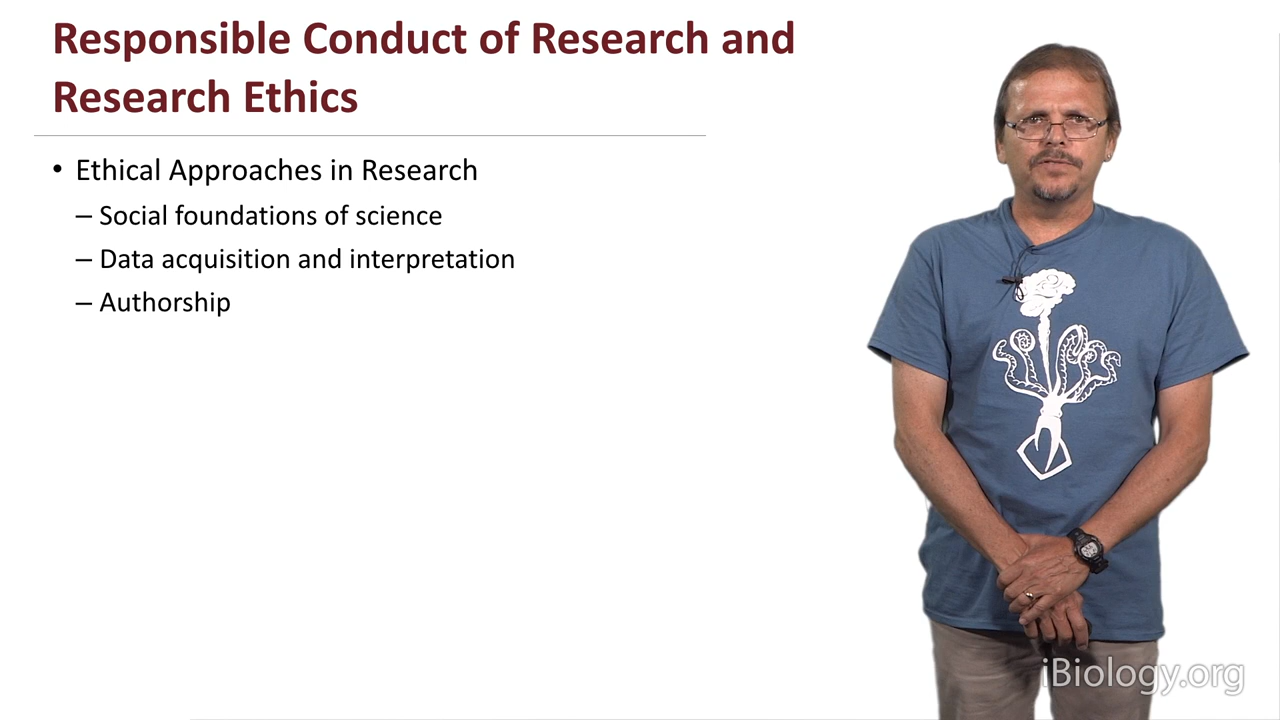 Responsible Conduct of Research and
Research Ethics
• Ethical Approaches in Research
– Social foundations of science
– Data acquisition and interpretation
– Authorship
iBiology.org